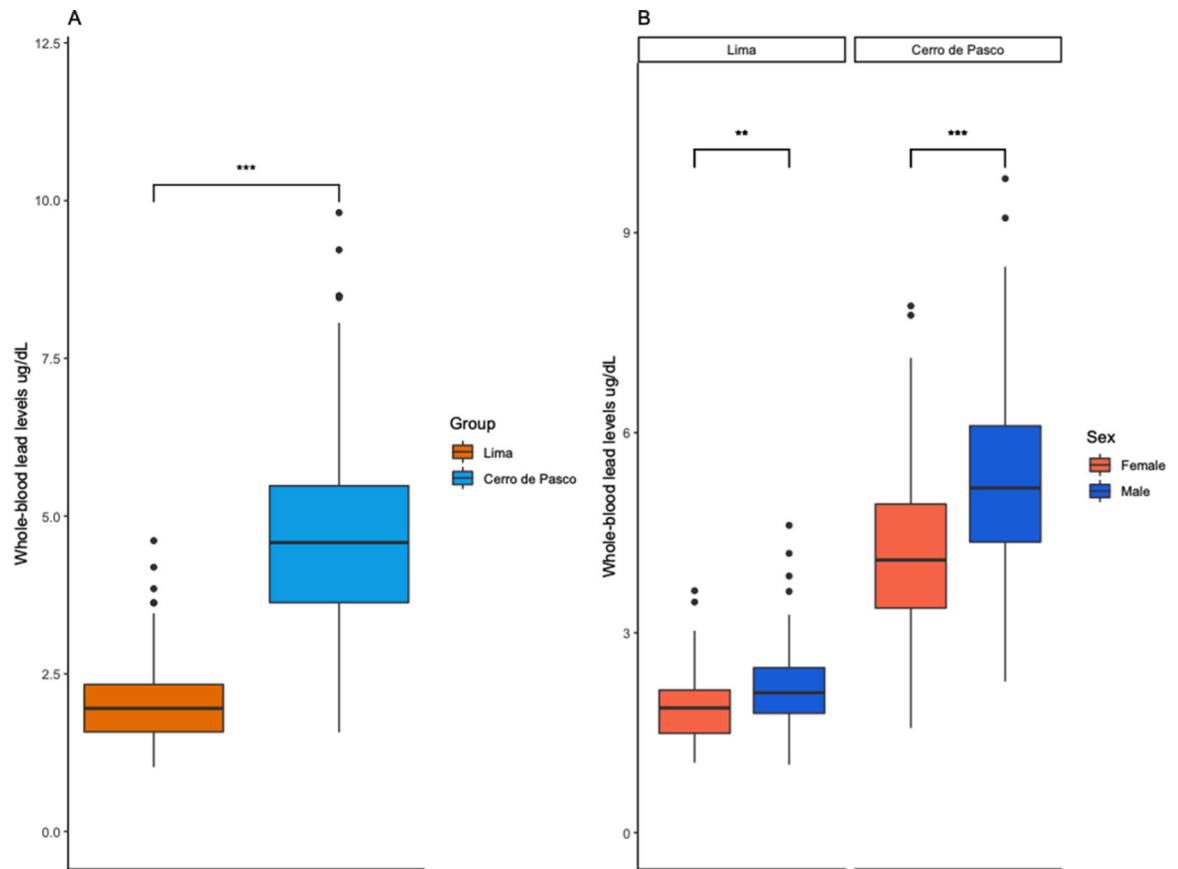 A
12.5
10.0
7.5
5.0
2.5
0.0
Whole-blood lead levels ug/dL
***
Group
Lima
Cerro de Pasco
B
Lima
Cerro de Pasco
9
6
3
0
Whole-blood lead levels ug/dL
**
***
Sex
Female
Male